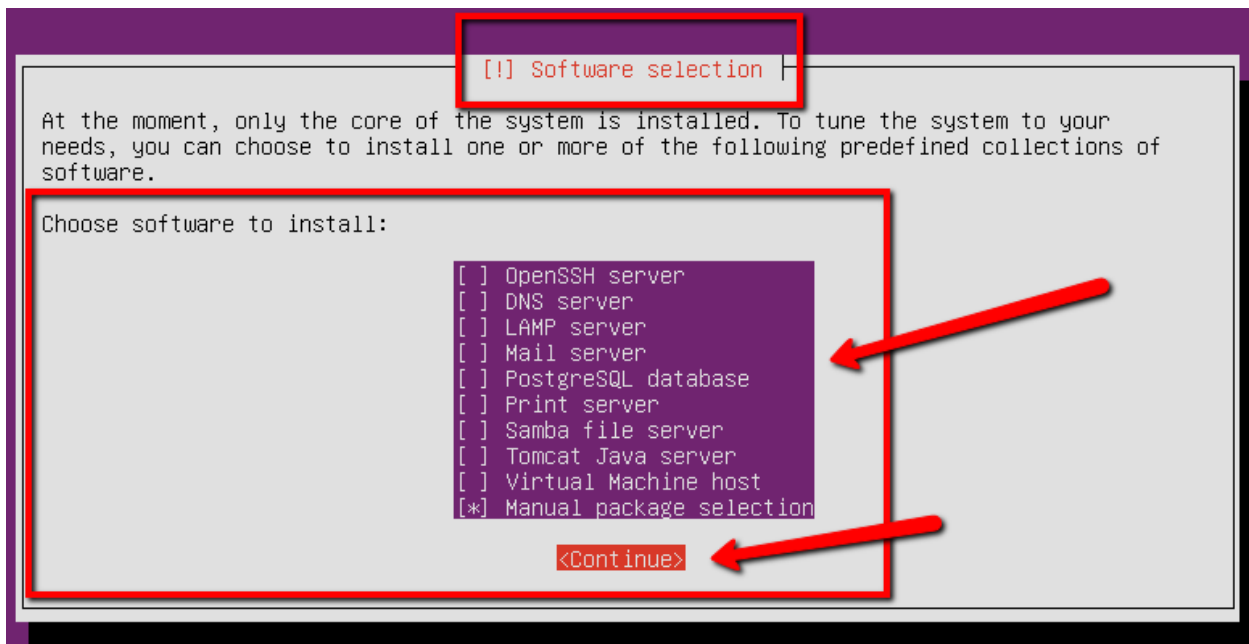 [!] Software selection
At the moment, only the core of the system is installed. To tune the system to your
needs, you can choose to install one or more of the following predefined collections of
software.
Choose software to install:
[ ] OpenSSH server
[ ] DNS server
[ ] LAMP server
[ ] Mail server
[ ] PostgreSQL database
[ ] Print server
[ ] Samba file server
[ ] Tomcat Java server
[ ] Virtual Machine host
[*] Manual package selection
<Continue>